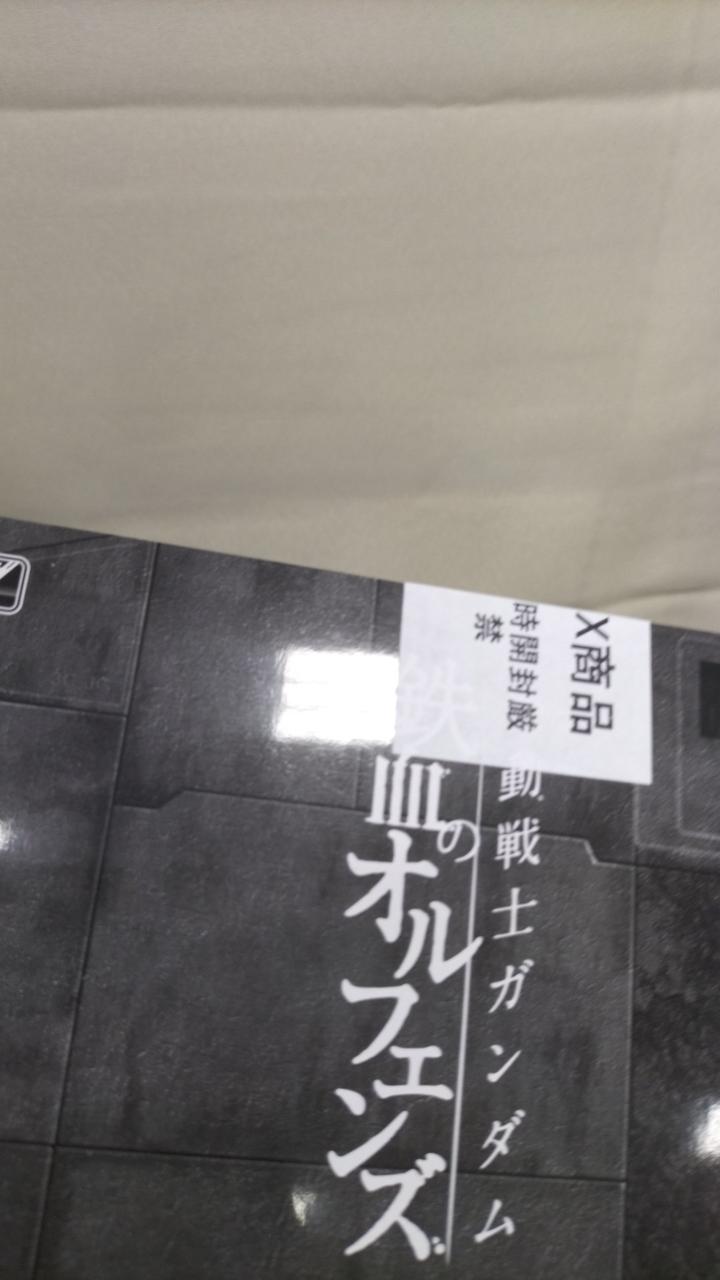 X商品
時開封厳
禁
動戦士ガンダム
鉄血のオルフェンズ